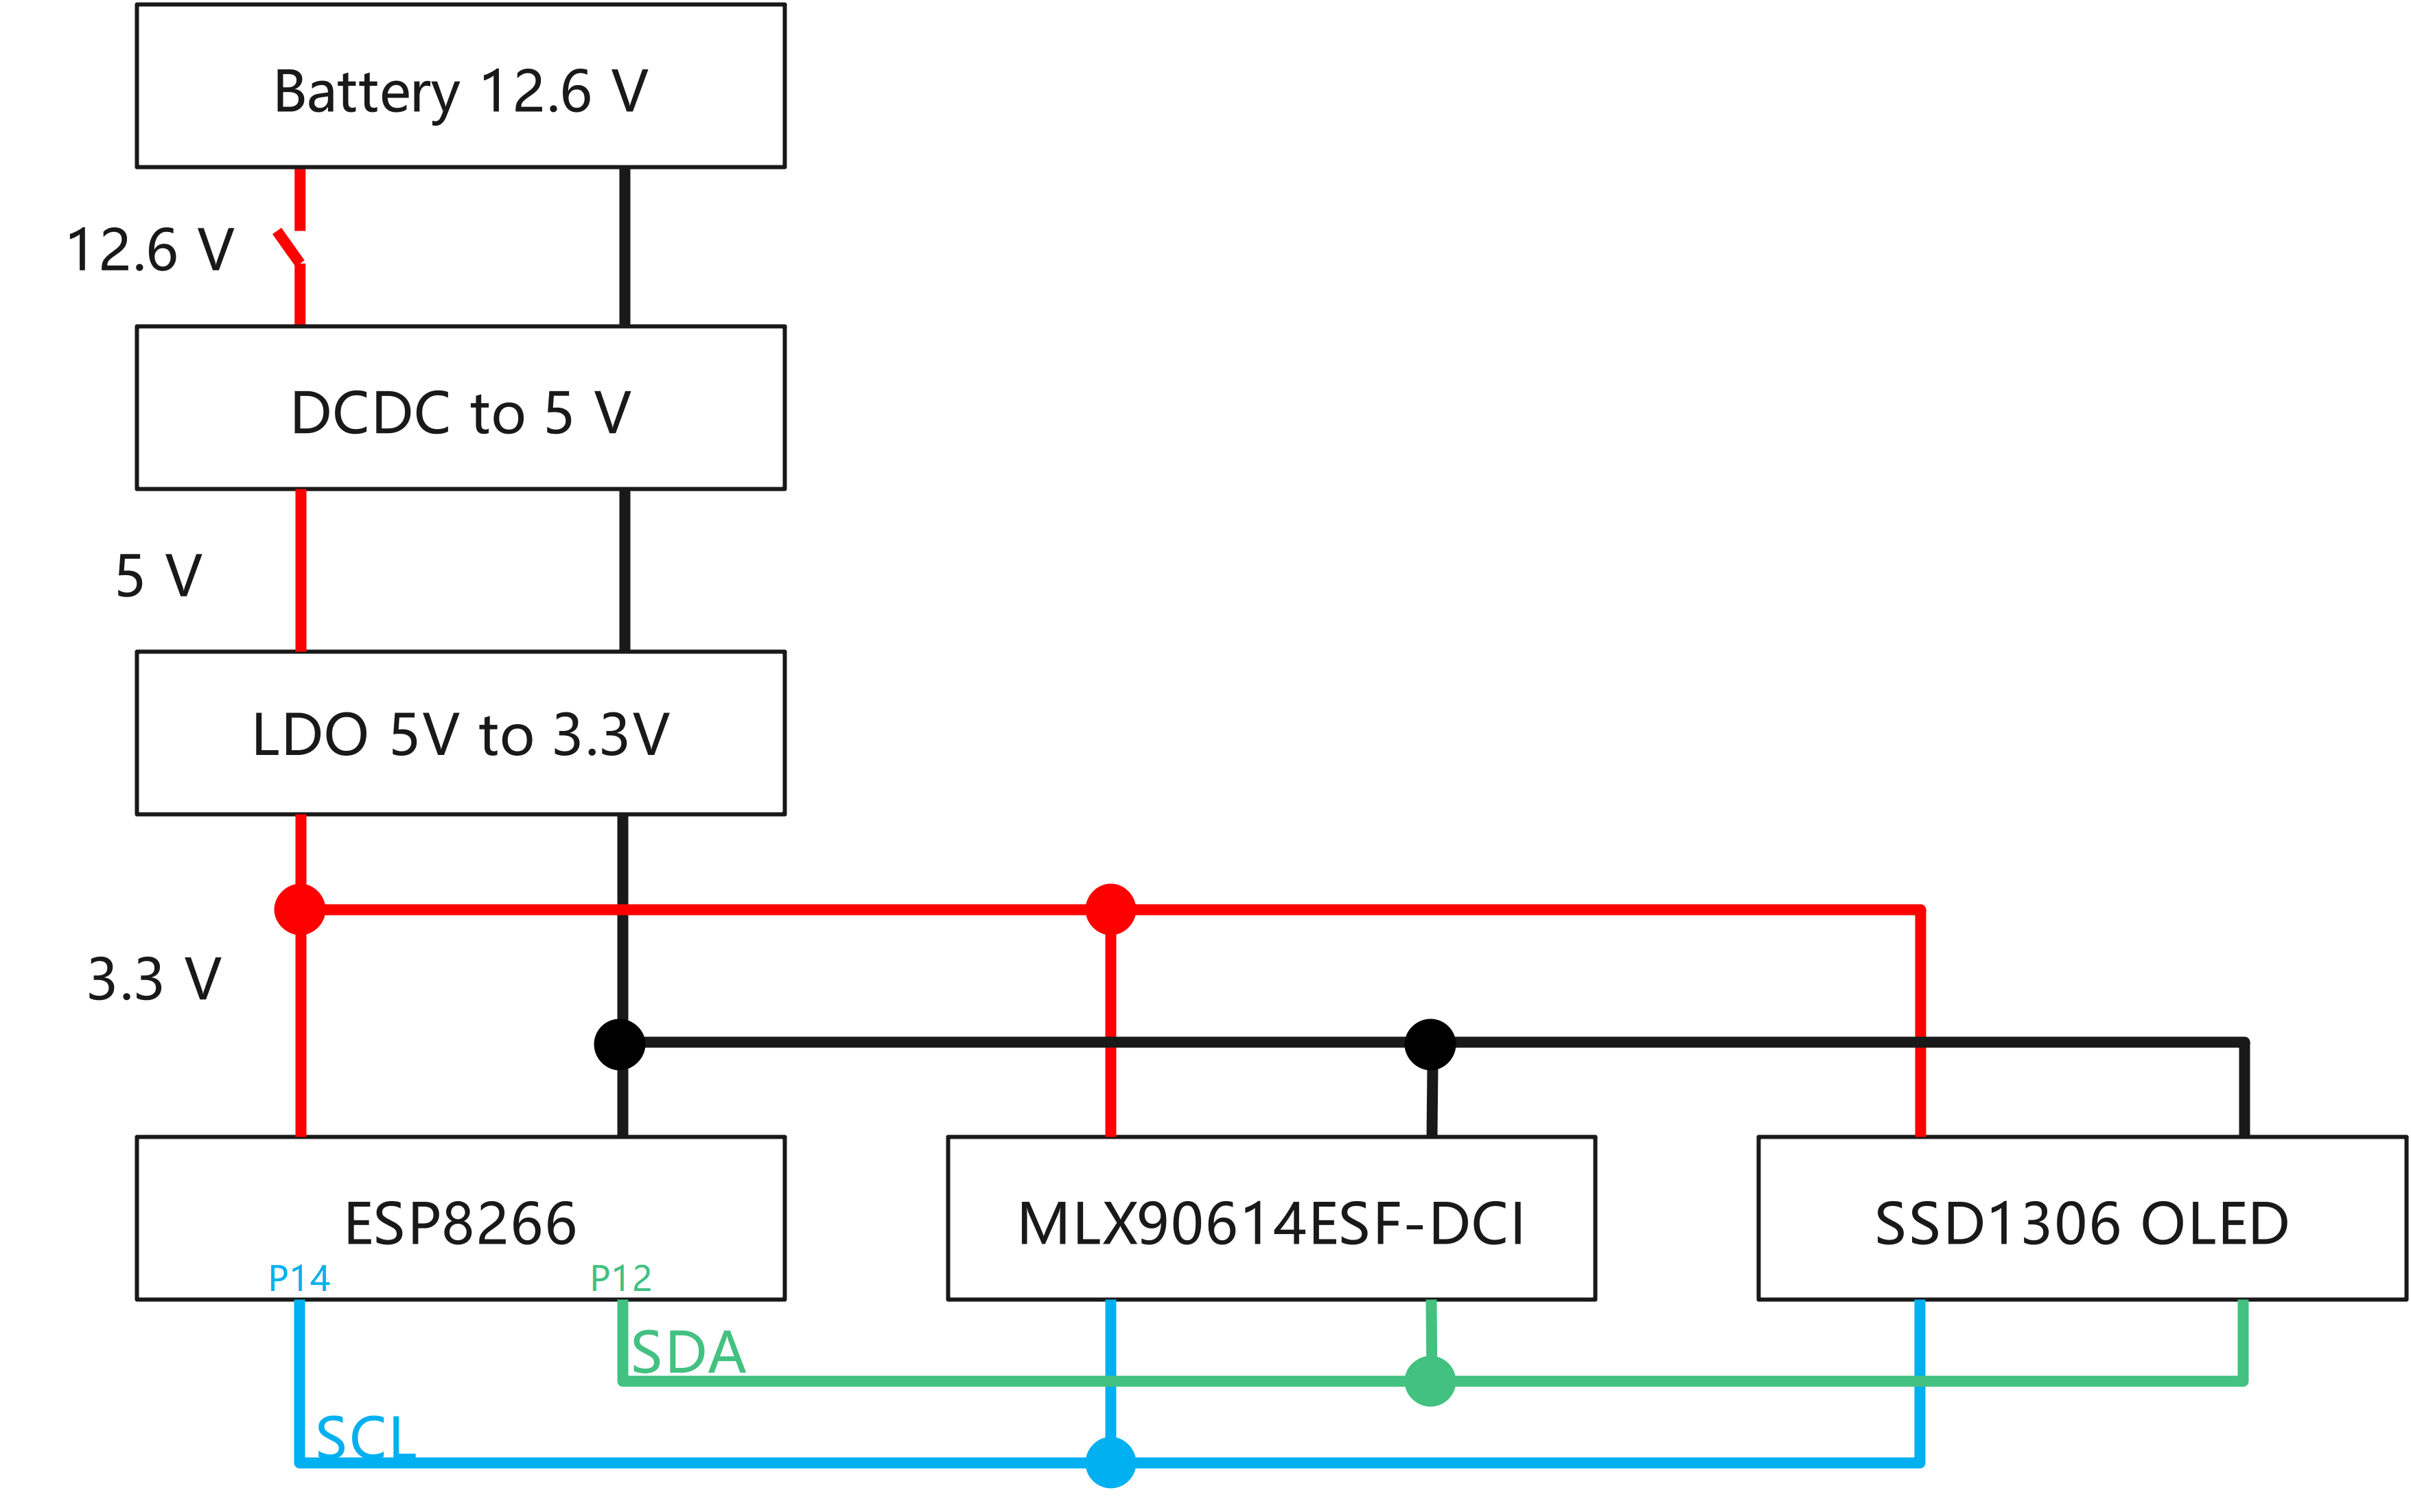 Battery 12.6 V
12.6 V
DCDC to 5 V
5 V
LDO 5V to 3.3V
3.3 V
ESP8266
MLX90614ESF-DCI
SSD1306 OLED
P14
P12
SDA
SCL